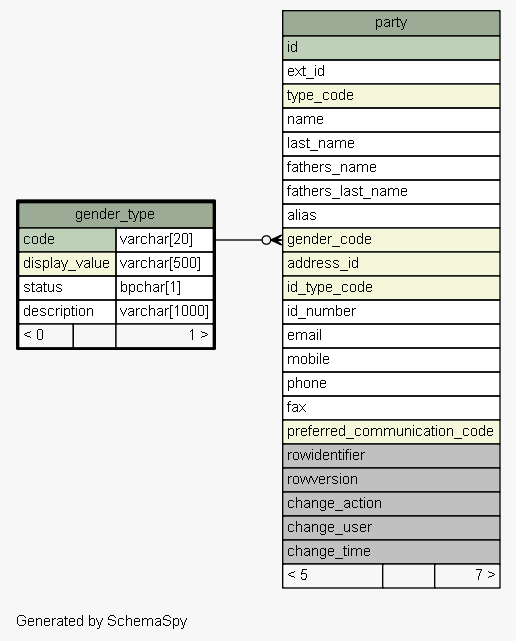 party
id
ext_id
type_code
name
last_name
fathers_name
fathers_last_name
alias
gender_code
address_id
id_type_code
id_number
email
mobile
phone
fax
preferred_communication_code
rowidentifier
rowversion
change_action
change_user
change_time
< 5 7 >
gender_type
code varchar[20]
display_value varchar[500]
status bpchar[1]
description varchar[1000]
< 0 1 >
Generated by SchemaSpy